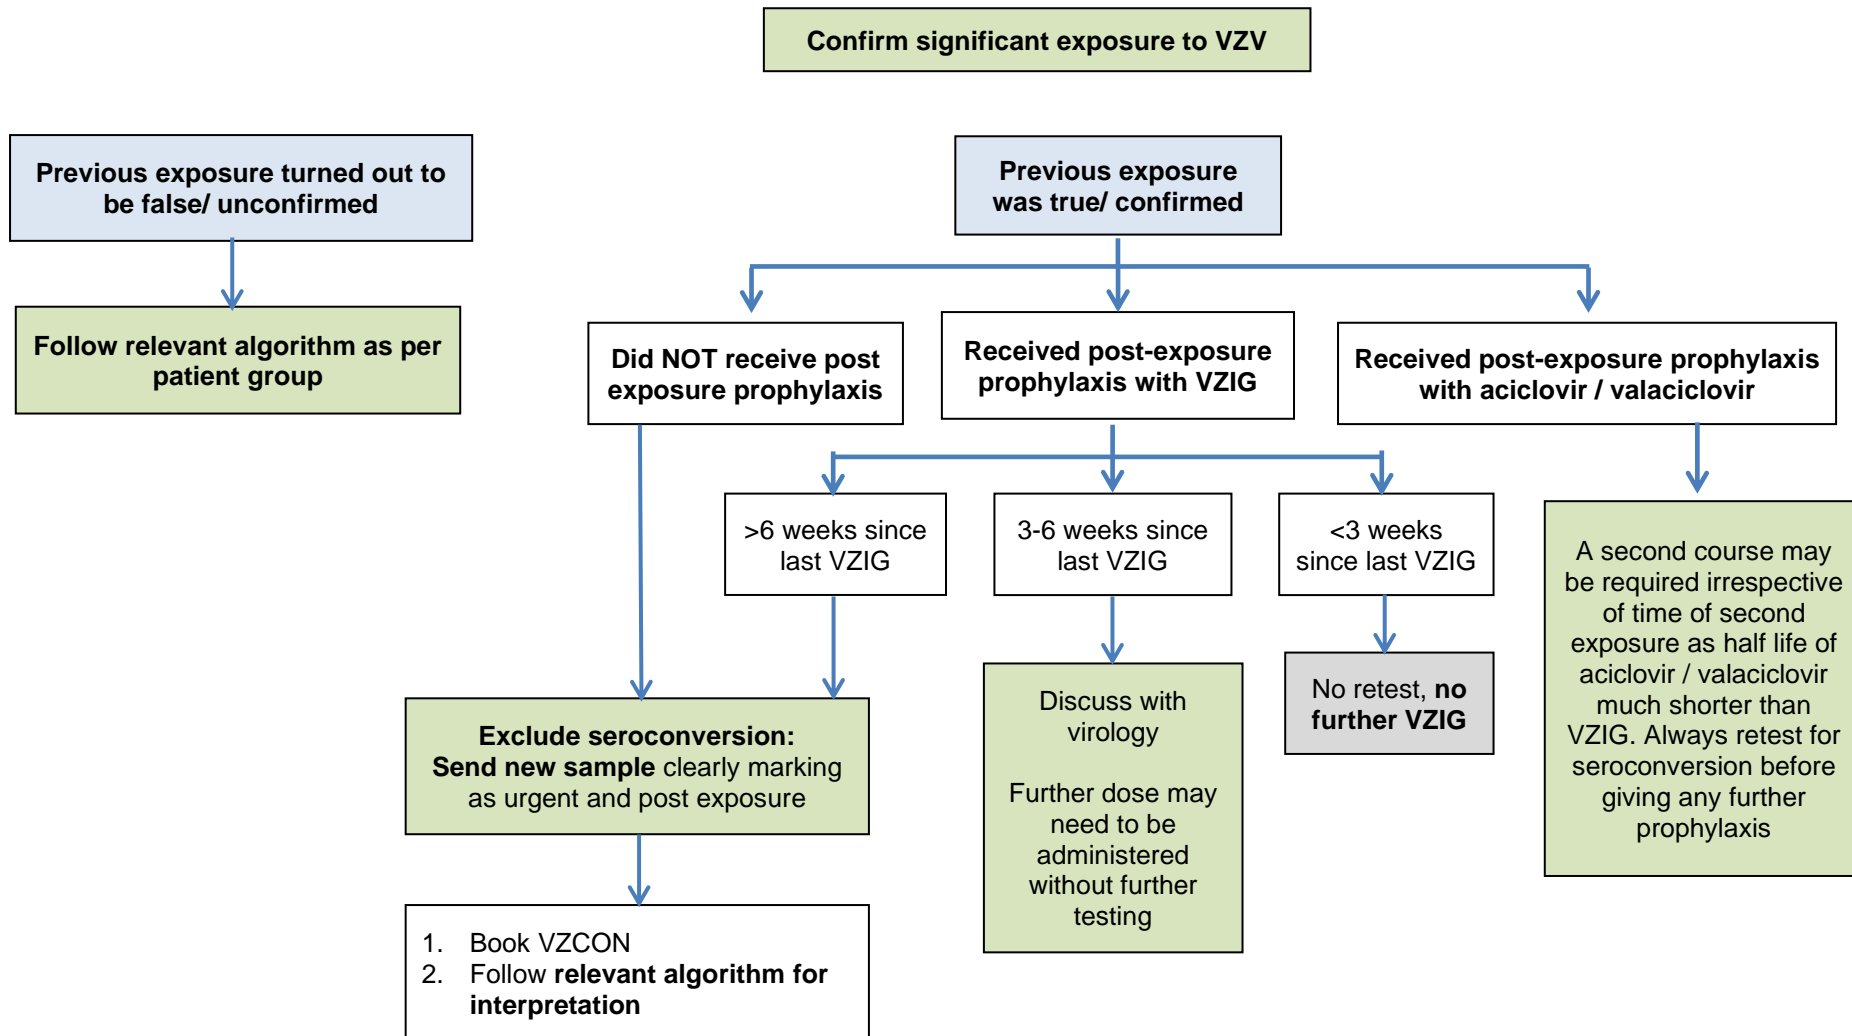 Confirm significant exposure to VZV
Previous exposure turned out to
be false/ unconfirmed
Follow relevant algorithm as per
patient group
Previous exposure
was true/ confirmed
Did NOT receive post
exposure prophylaxis
Received post-exposure
prophylaxis with VZIG
Received post-exposure prophylaxis
with aciclovir / valaciclovir
>6 weeks since
last VZIG
3-6 weeks since
last VZIG
<3 weeks
since last VZIG
A second course may
be required irrespective
of time of second
exposure as half life of
aciclovir / valaciclovir
much shorter than
VZIG. Always retest for
seroconversion before
giving any further
prophylaxis
Exclude seroconversion:
Send new sample clearly marking
as urgent and post exposure
Discuss with
virology
Further dose may
need to be
administered
without further
testing
No retest, no
further VZIG
1. Book VZCON
2. Follow relevant algorithm for
interpretation